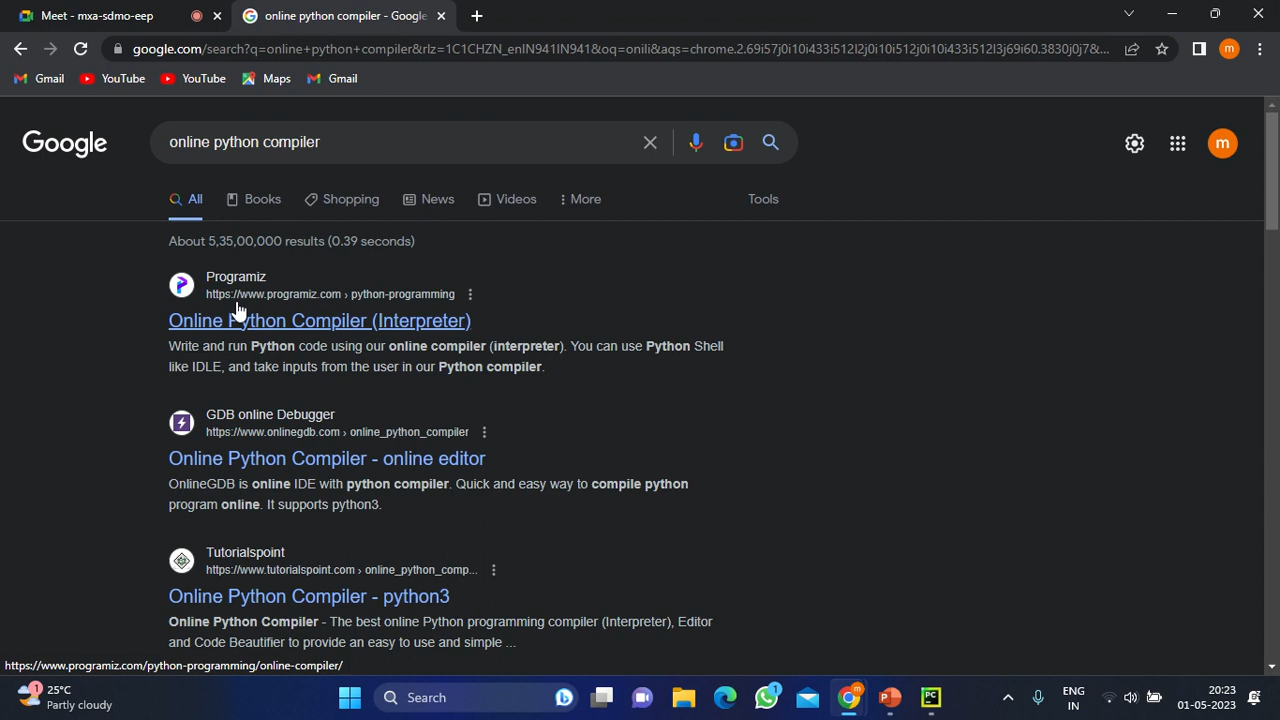 Meet - mxa-sdmo-eep
online python compiler - Google
google.com/search?q=online+python+compiler&rlz=1C1CHZN_enIN941IN941&oq=onili&aqs=chrome.2.69i57j0i10i433i512l2j0i10i512j0i10i433i512l3j69i60.3830j0j7&...
m
Gmail
YouTube
YouTube
Maps
Gmail
Google
online python compiler
m
All
Books
Shopping
News
Videos
More
Tools
About 5,35,00,000 results (0.39 seconds)
Programiz
https://www.programiz.com › python-programming
Online Python Compiler (Interpreter)
Write and run Python code using our online compiler (interpreter). You can use Python Shell
like IDLE, and take inputs from the user in our Python compiler.
GDB online Debugger
https://www.onlinegdb.com › online_python_compiler
Online Python Compiler - online editor
OnlineGDB is online IDE with python compiler. Quick and easy way to compile python
program online. It supports python3.
Tutorialspoint
https://www.tutorialspoint.com › online_python_comp...
Online Python Compiler - python3
Online Python Compiler - The best online Python programming compiler (Interpreter), Editor
and Code Beautifier to provide an easy to use and simple ...
https://www.programiz.com/python-programming/online-compiler/
1
25°C
Partly cloudy
Search
1
m
PC
ENG
IN
20:23
01-05-2023